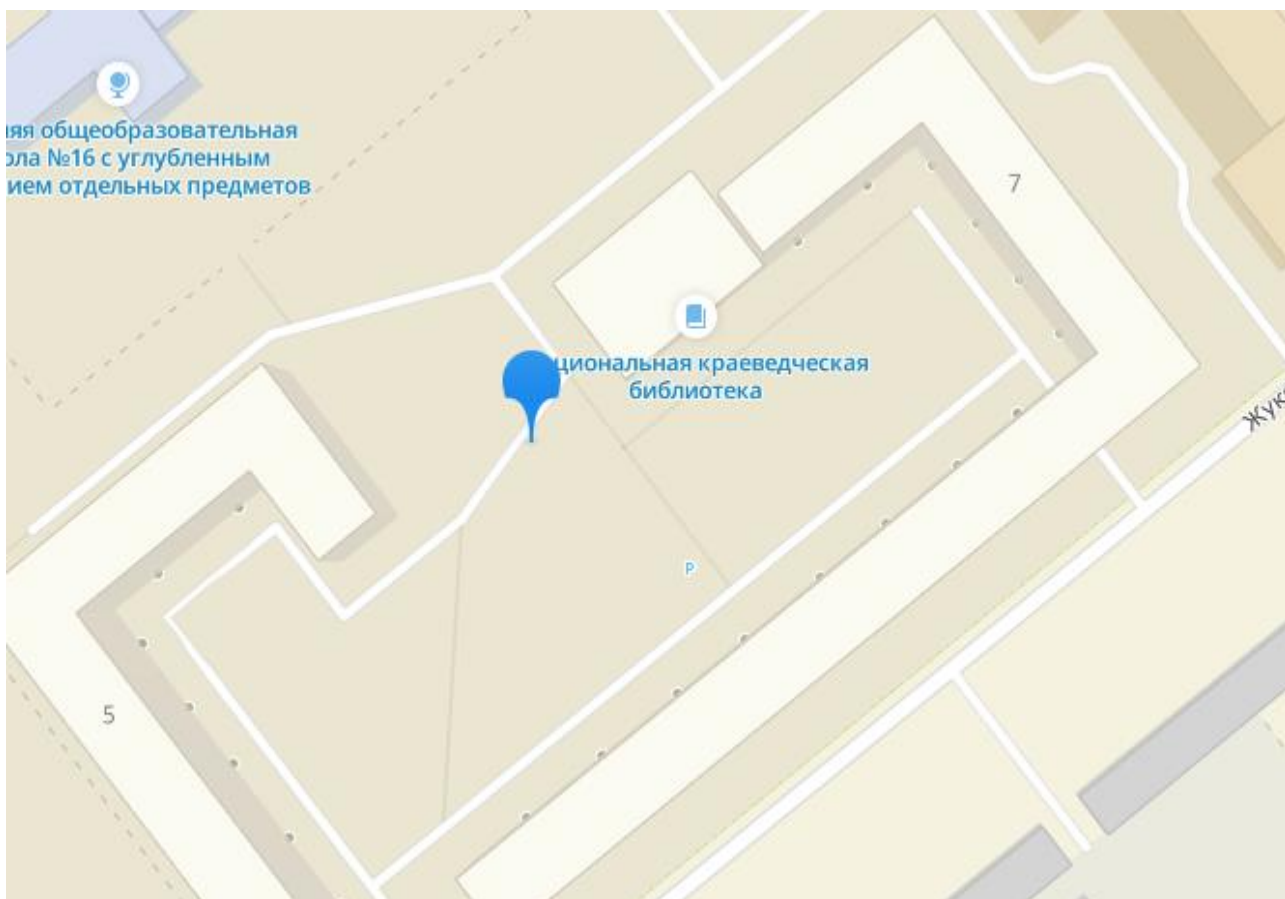 яя общеобразовательная
ола №16 с углубленным
ием отдельных предметов
7
циональная краеведческая
библиотека
Жук
P
5